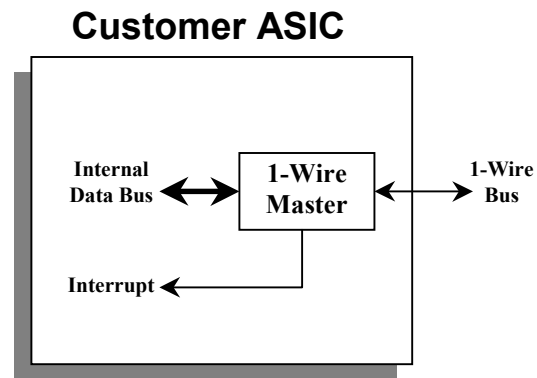 Customer ASIC
Internal
Data Bus
1-Wire
Master
1-Wire
Bus
Interrupt